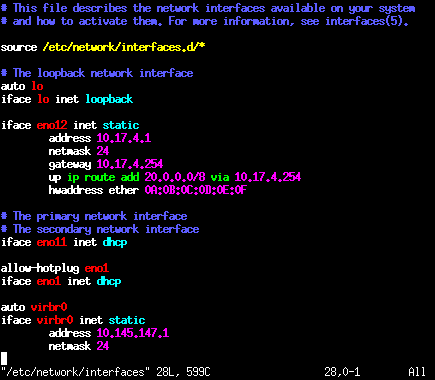 # This file describes the network interfaces available on your system
# and how to activate them. For more information, see interfaces(5).
source /etc/network/interfaces.d/*
# The loopback network interface
auto lo
iface lo inet loopback
iface eno12 inet static
address 10.17.4.1
netmask 24
gateway 10.17.4.254
up ip route add 20.0.0.0/8 via 10.17.4.254
hwaddress ether 0A:0B:0C:0D:0E:0F
# The primary network interface
# The secondary network interface
iface eno11 inet dhcp
allow-hotplug eno1
iface eno1 inet dhcp
auto virbr0
iface virbr0 inet static
address 10.145.147.1
netmask 24
"/etc/network/interfaces" 28L, 599C 28,0-1 All